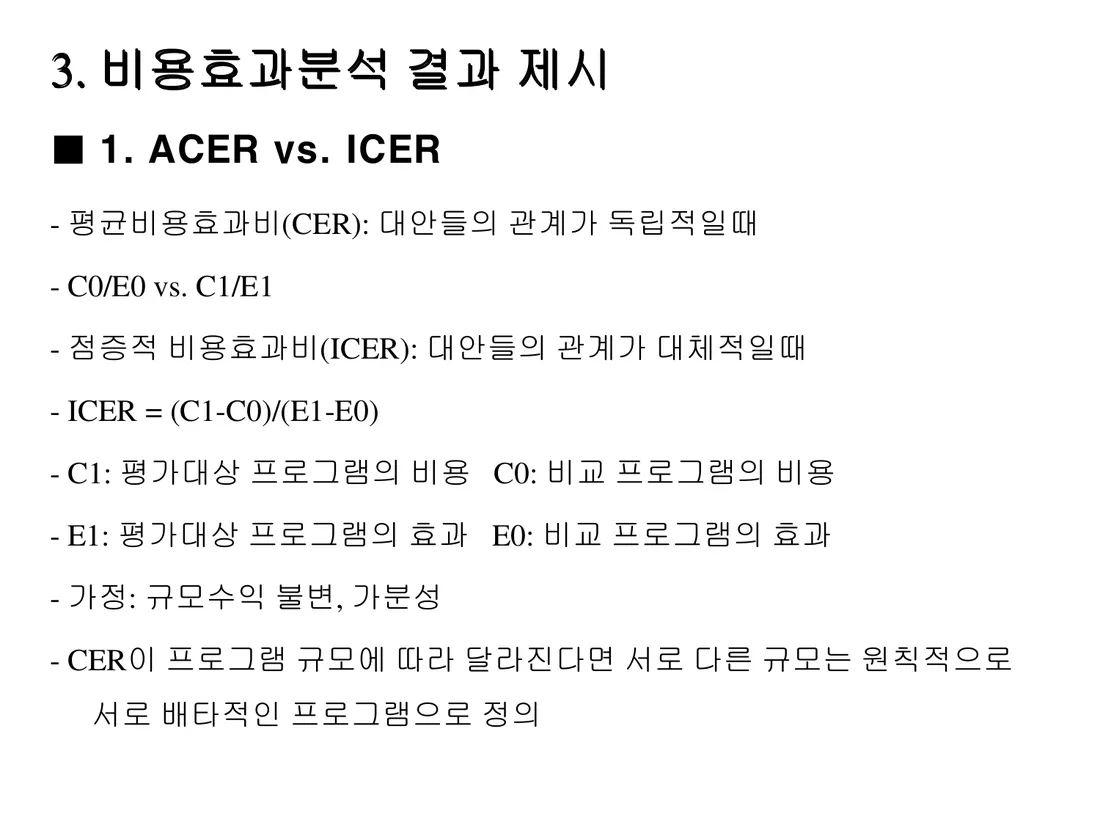 3. 비용효과분석 결과 제시
■ 1. ACER vs. ICER
- 평균비용효과비(CER): 대안들의 관계가 독립적일때
- C0/E0 vs. C1/E1
- 점증적 비용효과비(ICER): 대안들의 관계가 대체적일때
- ICER = (C1-C0)/(E1-E0)
- C1: 평가대상 프로그램의 비용 C0: 비교 프로그램의 비용
- E1: 평가대상 프로그램의 효과 E0: 비교 프로그램의 효과
- 가정: 규모수익 불변, 가분성
- CER이 프로그램 규모에 따라 달라진다면 서로 다른 규모는 원칙적으로
서로 배타적인 프로그램으로 정의